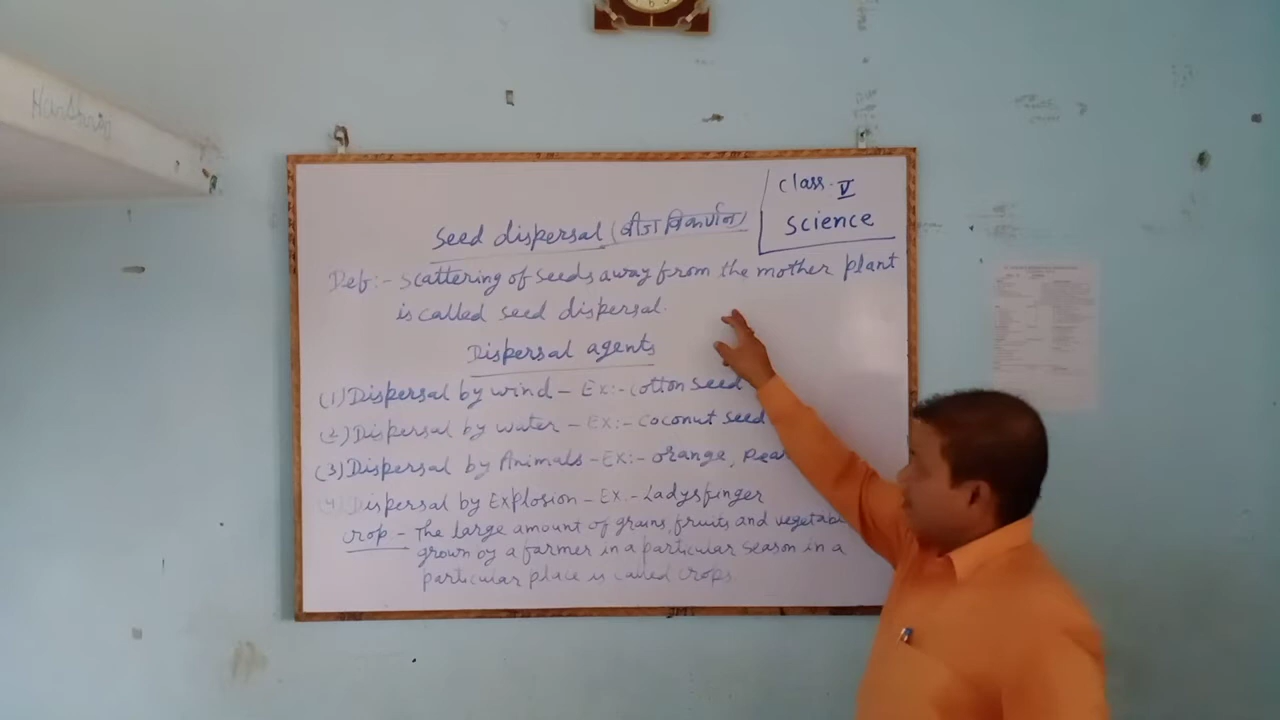 Class. V
Science
Seed dispersal (बीज विकर्णन)
Def:- Scattering of seeds away from the mother plant
is called seed dispersal.
Dispersal agents
(1) Dispersal by wind - Ex:- Cotton seed
(2) Dispersal by water - Ex:- Coconut seed
(3) Dispersal by Animals - Ex:- orange, Pea
(4) Dispersal by Explosion - Ex.- Ladysfinger
crop - The large amount of grains, fruits and vegetab
grown by a farmer in a particular season in a
particular place is called crops.